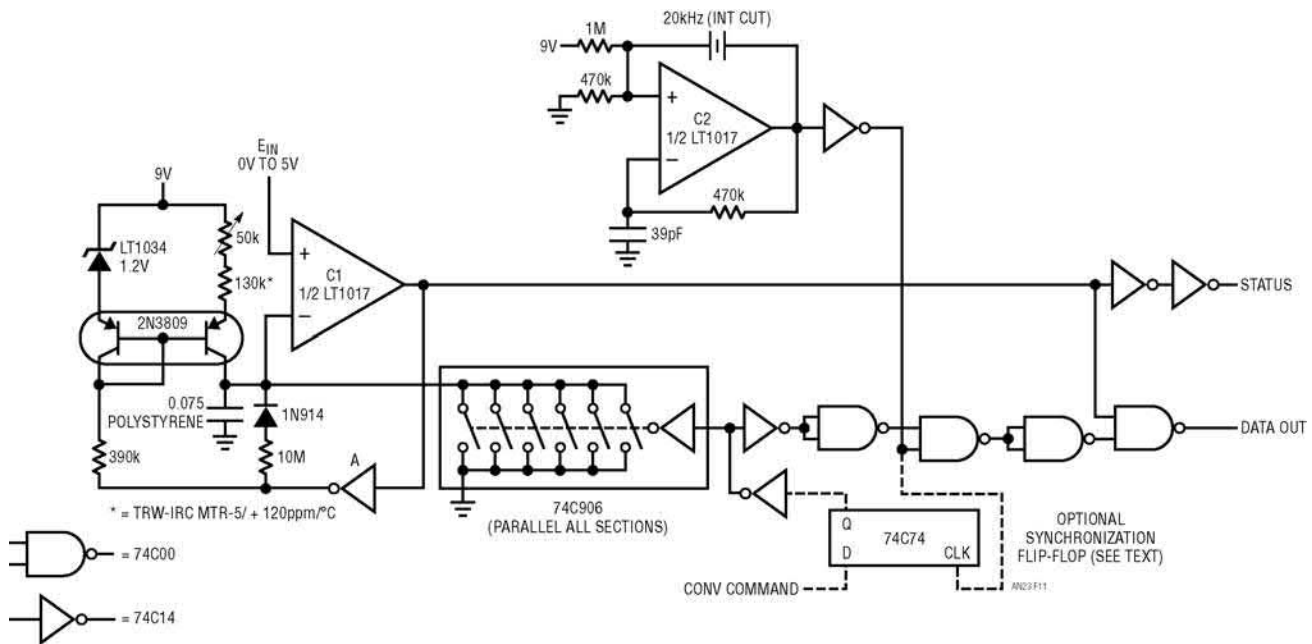 20kHz (INT CUT)
1M
9V
470k
+
C2
1/2 LT1017
–
470k
39pF
EIN
0V TO 5V
9V
LT1034
1.2V
50k
130k*
+
C1
1/2 LT1017
–
2N3809
0.075
POLYSTYRENE
1N914
390k
10M
A
* = TRW-IRC MTR-5/ + 120ppm/°C
74C906
(PARALLEL ALL SECTIONS)
STATUS
DATA OUT
Q
74C74
D
CLK
CONV COMMAND
OPTIONAL
SYNCHRONIZATION
FLIP-FLOP (SEE TEXT)
AN23 F11
= 74C00
= 74C14